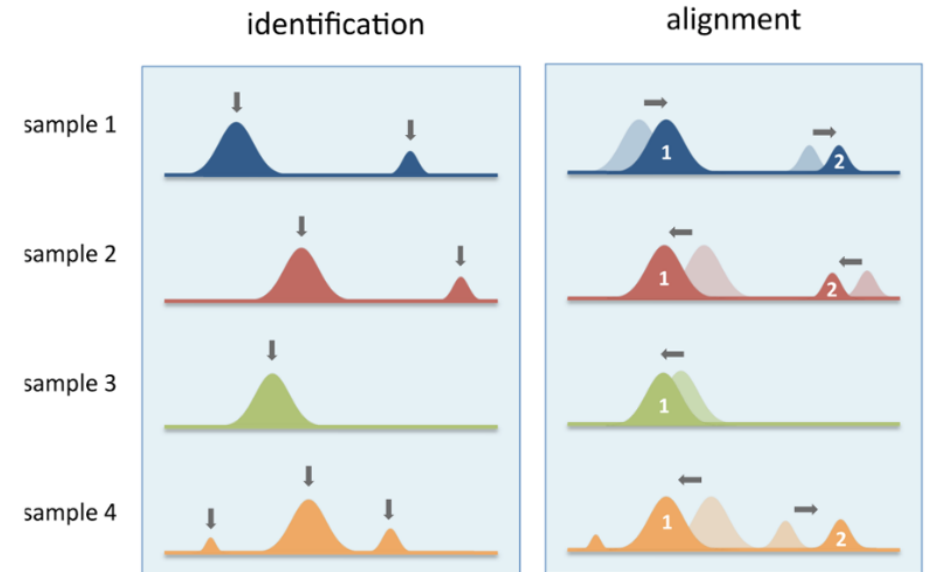 identification
alignment
sample 1
1
2
sample 2
1
2
sample 3
1
sample 4
1
2